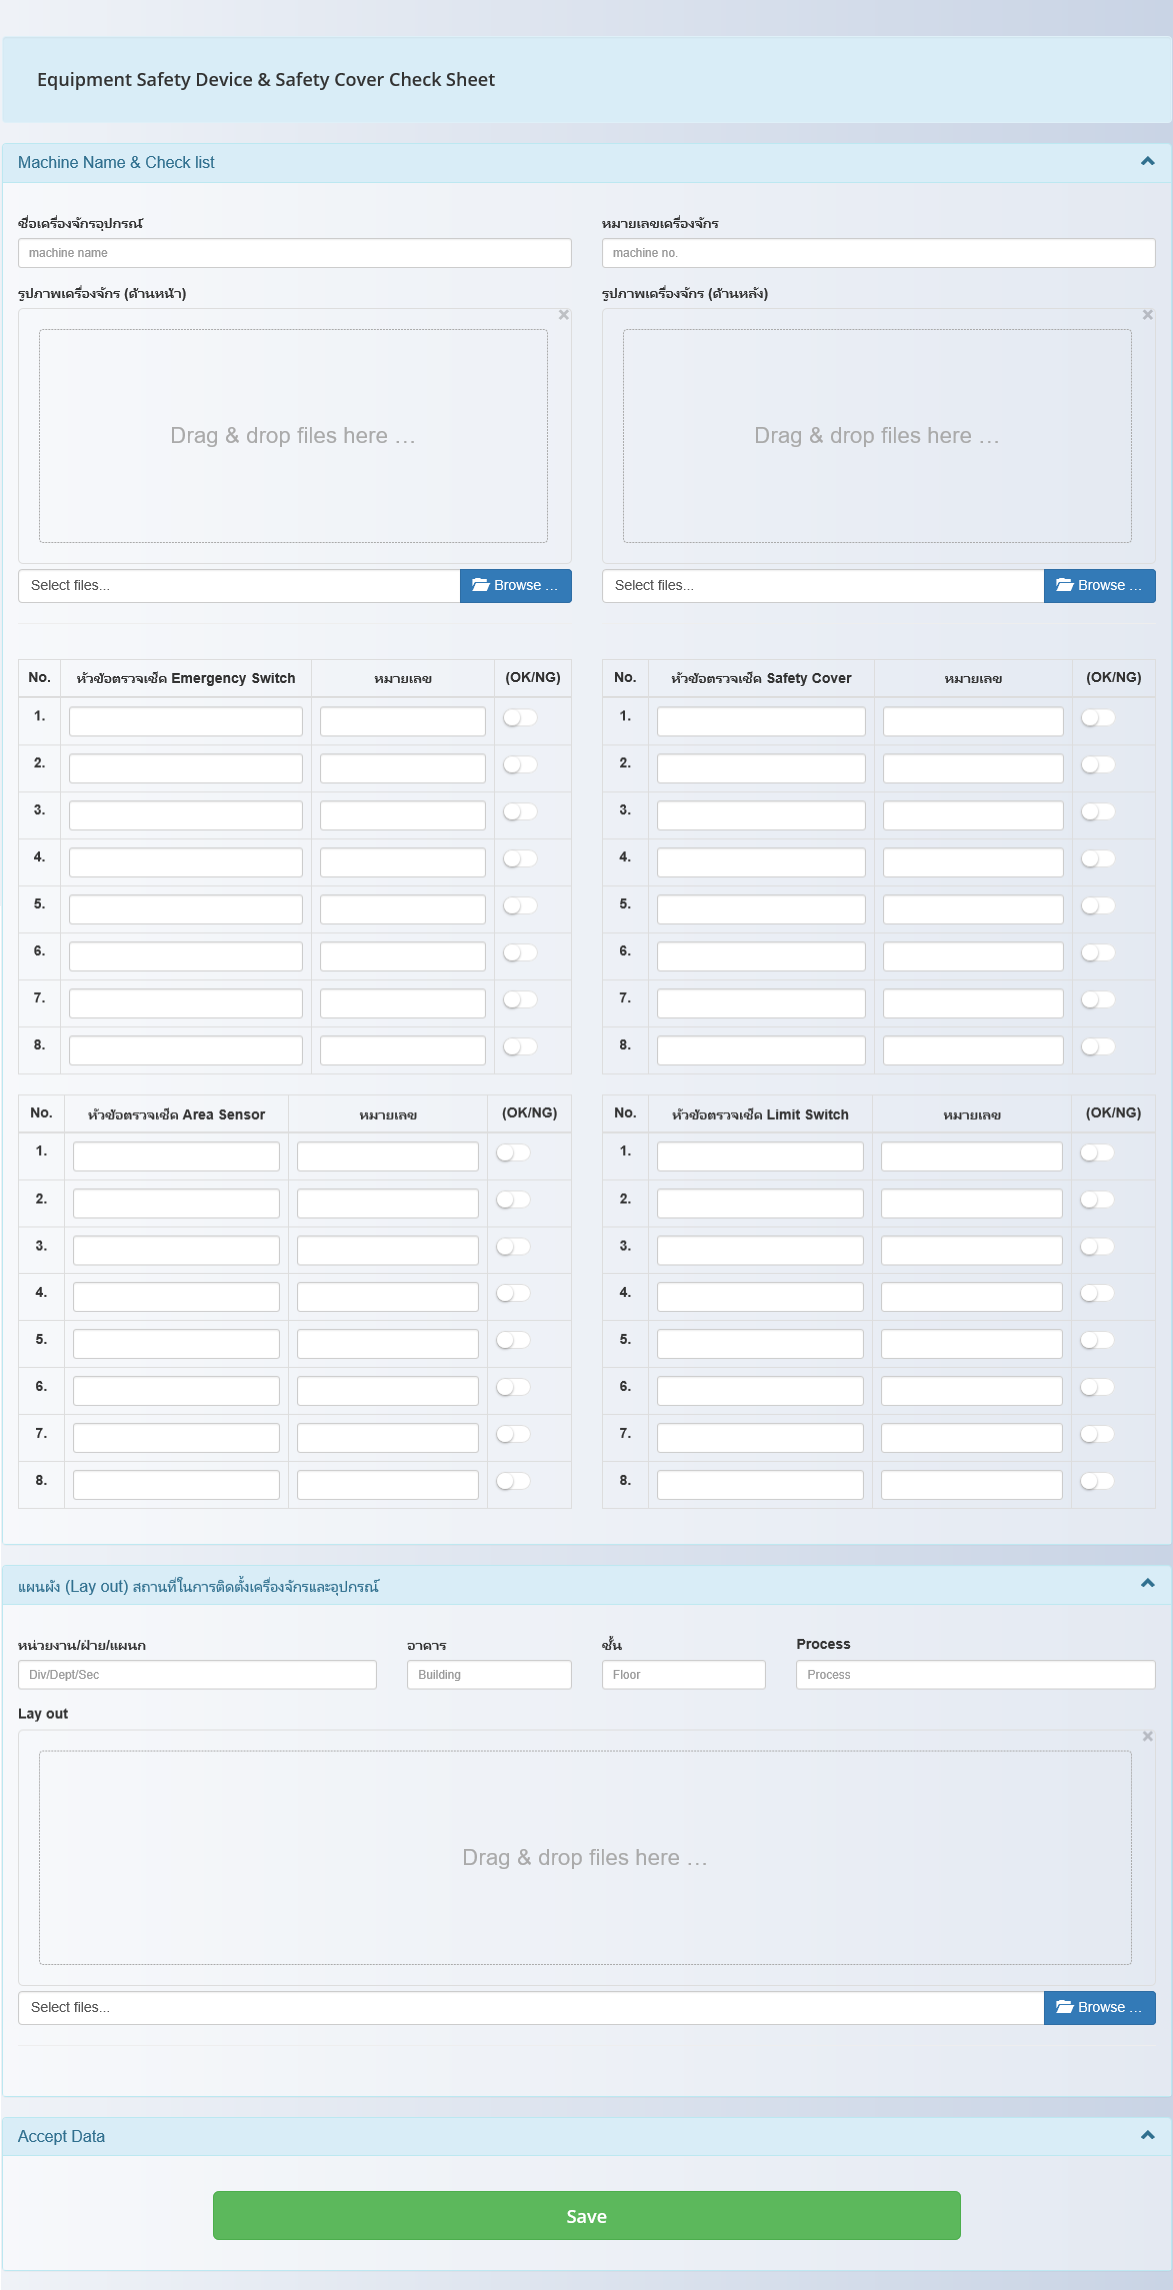 Equipment Safety Device & Safety Cover Check Sheet
Machine Name & Check list
ชื่อเครื่องจักรอุปกรณ์
machine name
หมายเลขเครื่องจักร
machine no.
รูปภาพเครื่องจักร (ด้านหน้า)
Drag & drop files here …
Select files...
Browse …
รูปภาพเครื่องจักร (ด้านหลัง)
Drag & drop files here …
Select files...
Browse …
No. หัวข้อตรวจเช็ค Emergency Switch หมายเลข (OK/NG)
1.
2.
3.
4.
5.
6.
7.
8.
No. หัวข้อตรวจเช็ค Safety Cover หมายเลข (OK/NG)
1.
2.
3.
4.
5.
6.
7.
8.
No. หัวข้อตรวจเช็ค Area Sensor หมายเลข (OK/NG)
1.
2.
3.
4.
5.
6.
7.
8.
No. หัวข้อตรวจเช็ค Limit Switch หมายเลข (OK/NG)
1.
2.
3.
4.
5.
6.
7.
8.
แผนผัง (Lay out) สถานที่ในการติดตั้งเครื่องจักรและอุปกรณ์
หน่วยงาน/ฝ่าย/แผนก
Div/Dept/Sec
อาคาร
Building
ชั้น
Floor
Process
Process
Lay out
Drag & drop files here …
Select files...
Browse …
Accept Data
Save